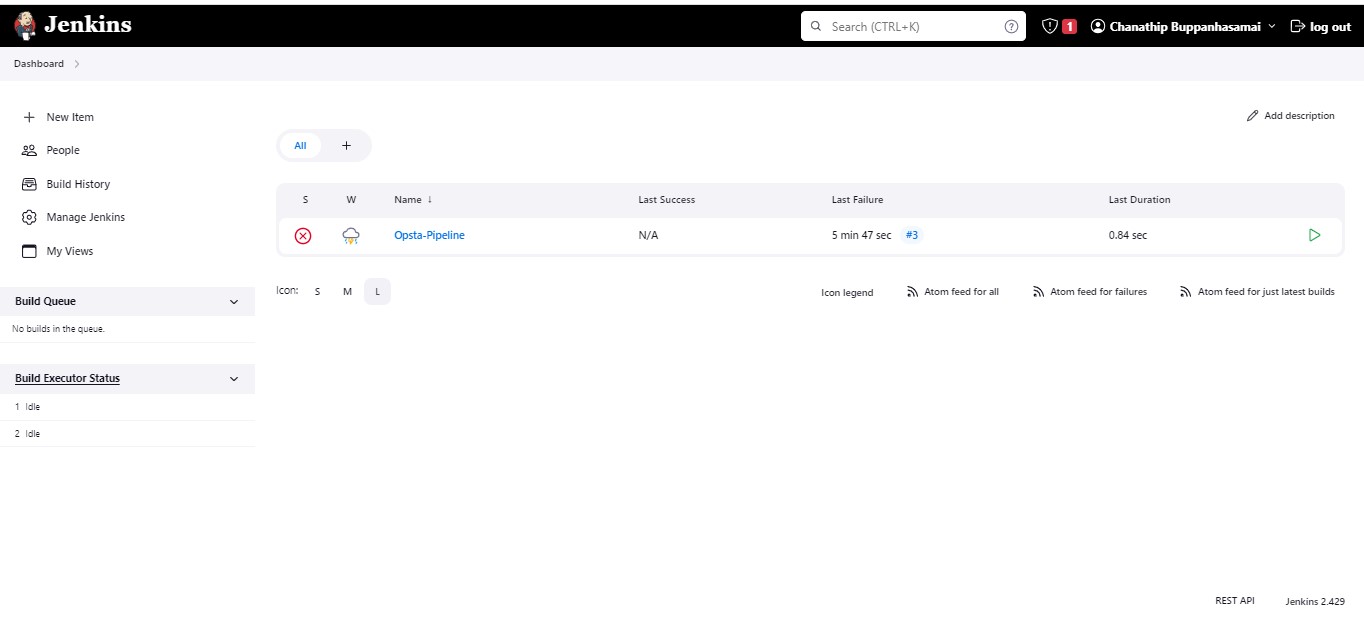 Jenkins
Search (CTRL+K)
1
Chanathip Buppanhasamai
log out
Dashboard
New Item
People
Build History
Manage Jenkins
My Views
Build Queue
No builds in the queue.
Build Executor Status
1 Idle
2 Idle
Add description
All +
S W Name ↓ Last Success Last Failure Last Duration
Opsta-Pipeline N/A 5 min 47 sec #3 0.84 sec
Icon: S M L
Icon legend Atom feed for all Atom feed for failures Atom feed for just latest builds
REST API Jenkins 2.429